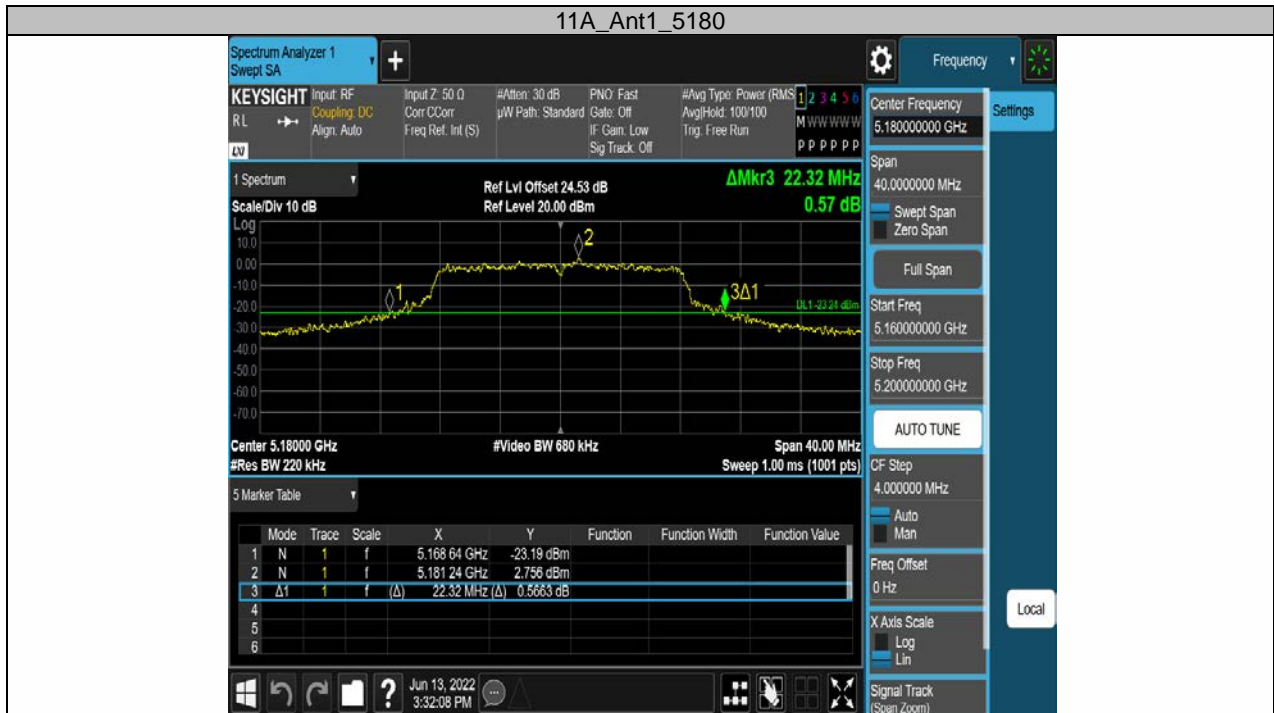 11A_Ant1_5180
Spectrum Analyzer 1
Swept SA
+
Frequency
KEYSIGHT
RL
LXI
Input: RF
Coupling: DC
Align: Auto
Input Z: 50 Ω
Corr CCorr
Freq Ref: Int (S)
#Atten: 30 dB
µW Path: Standard
PNO: Fast
Gate: Off
IF Gain: Low
Sig Track: Off
#Avg Type: Power (RMS
Avg|Hold: 100/100
Trig: Free Run
1 2 3 4 5 6
M W W W W W
P P P P P P
1 Spectrum
Scale/Div 10 dB
Ref Lvl Offset 24.53 dB
Ref Level 20.00 dBm
ΔMkr3 22.32 MHz
0.57 dB
Log
10.0
0.00
-10.0
-20.0
-30.0
-40.0
-50.0
-60.0
-70.0
1
2
3Δ1
DL1 -23.24 dBm
Center 5.18000 GHz
#Video BW 680 kHz
Span 40.00 MHz
#Res BW 220 kHz
Sweep 1.00 ms (1001 pts)
5 Marker Table
Mode Trace Scale X Y Function Function Width Function Value
1 N 1 f 5.168 64 GHz -23.19 dBm
2 N 1 f 5.181 24 GHz 2.756 dBm
3 Δ1 1 f (Δ) 22.32 MHz (Δ) 0.5663 dB
4
5
6
Center Frequency
5.180000000 GHz
Settings
Span
40.0000000 MHz
Swept Span
Zero Span
Full Span
Start Freq
5.160000000 GHz
Stop Freq
5.200000000 GHz
AUTO TUNE
CF Step
4.000000 MHz
Auto
Man
Freq Offset
0 Hz
X Axis Scale
Log
Lin
Local
Signal Track
(Span Zoom)
?
Jun 13, 2022
3:32:08 PM